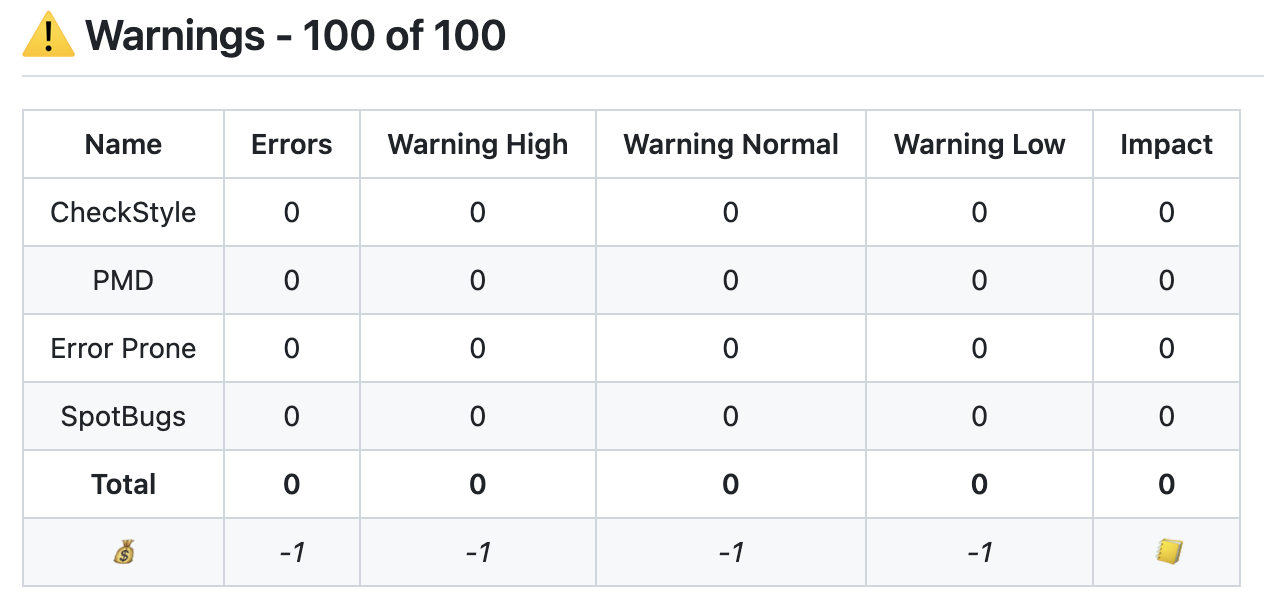 ⚠️ Warnings - 100 of 100
Name Errors Warning High Warning Normal Warning Low Impact
CheckStyle 0 0 0 0 0
PMD 0 0 0 0 0
Error Prone 0 0 0 0 0
SpotBugs 0 0 0 0 0
Total 0 0 0 0 0
💰 -1 -1 -1 -1 📒